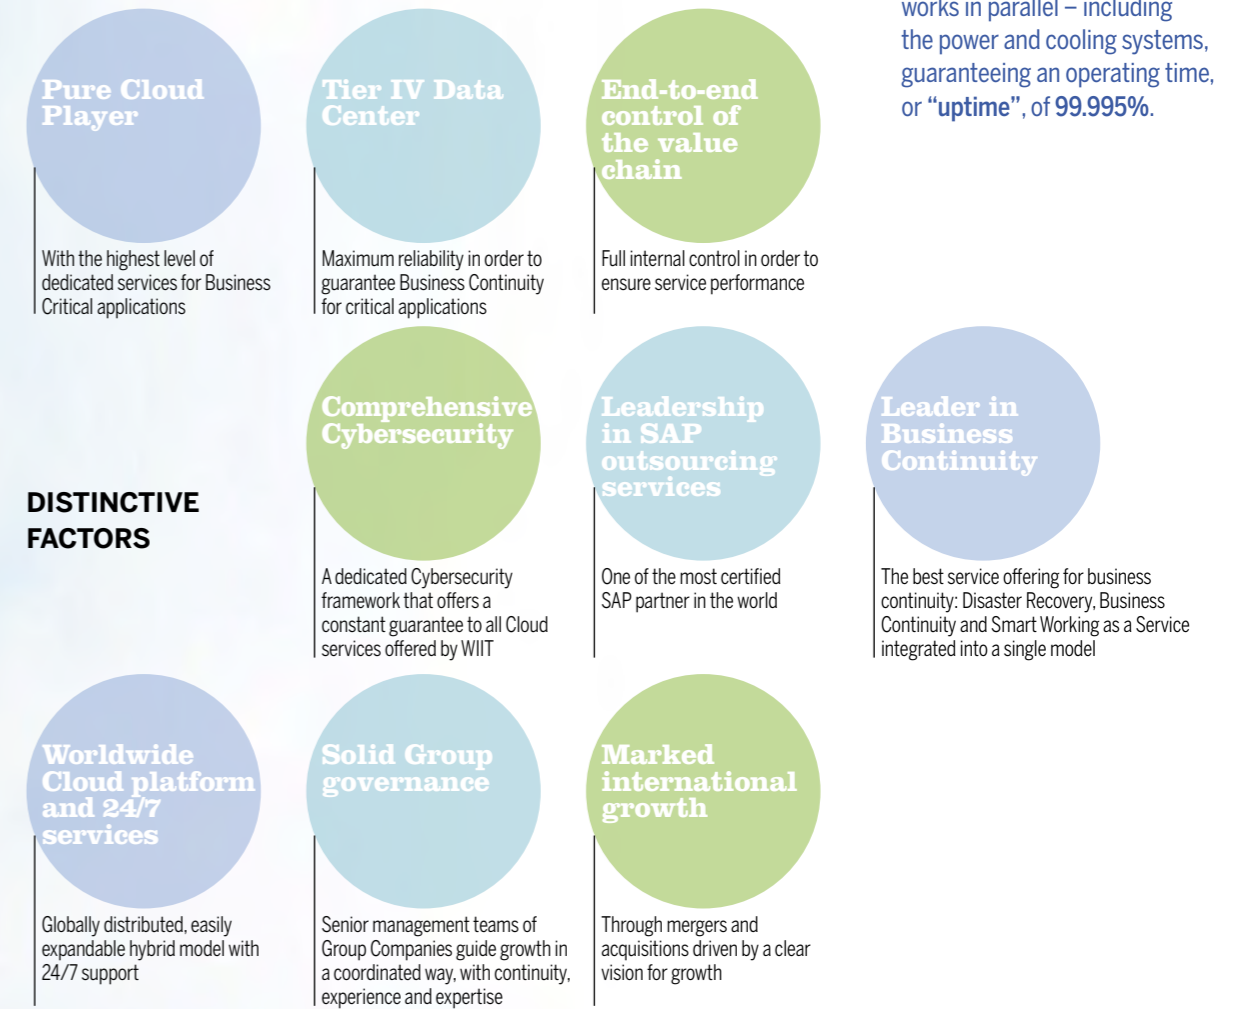 works in parallel – including
the power and cooling systems,
guaranteeing an operating time,
or “uptime”, of 99.995%.
Pure Cloud
Player
With the highest level of
dedicated services for Business
Critical applications
Tier IV Data
Center
Maximum reliability in order to
guarantee Business Continuity
for critical applications
End-to-end
control of
the value
chain
Full internal control in order to
ensure service performance
DISTINCTIVE
FACTORS
Comprehensive
Cybersecurity
A dedicated Cybersecurity
framework that offers a
constant guarantee to all Cloud
services offered by WIIT
Leadership
in SAP
outsourcing
services
One of the most certified
SAP partner in the world
Leader in
Business
Continuity
The best service offering for business
continuity: Disaster Recovery, Business
Continuity and Smart Working as a Service
integrated into a single model
Worldwide
Cloud platform
and 24/7
services
Globally distributed, easily
expandable hybrid model with
24/7 support
Solid Group
governance
Senior management teams of
Group Companies guide growth in
a coordinated way, with continuity,
experience and expertise
Marked
international
growth
Through mergers and
acquisitions driven by a clear
vision for growth